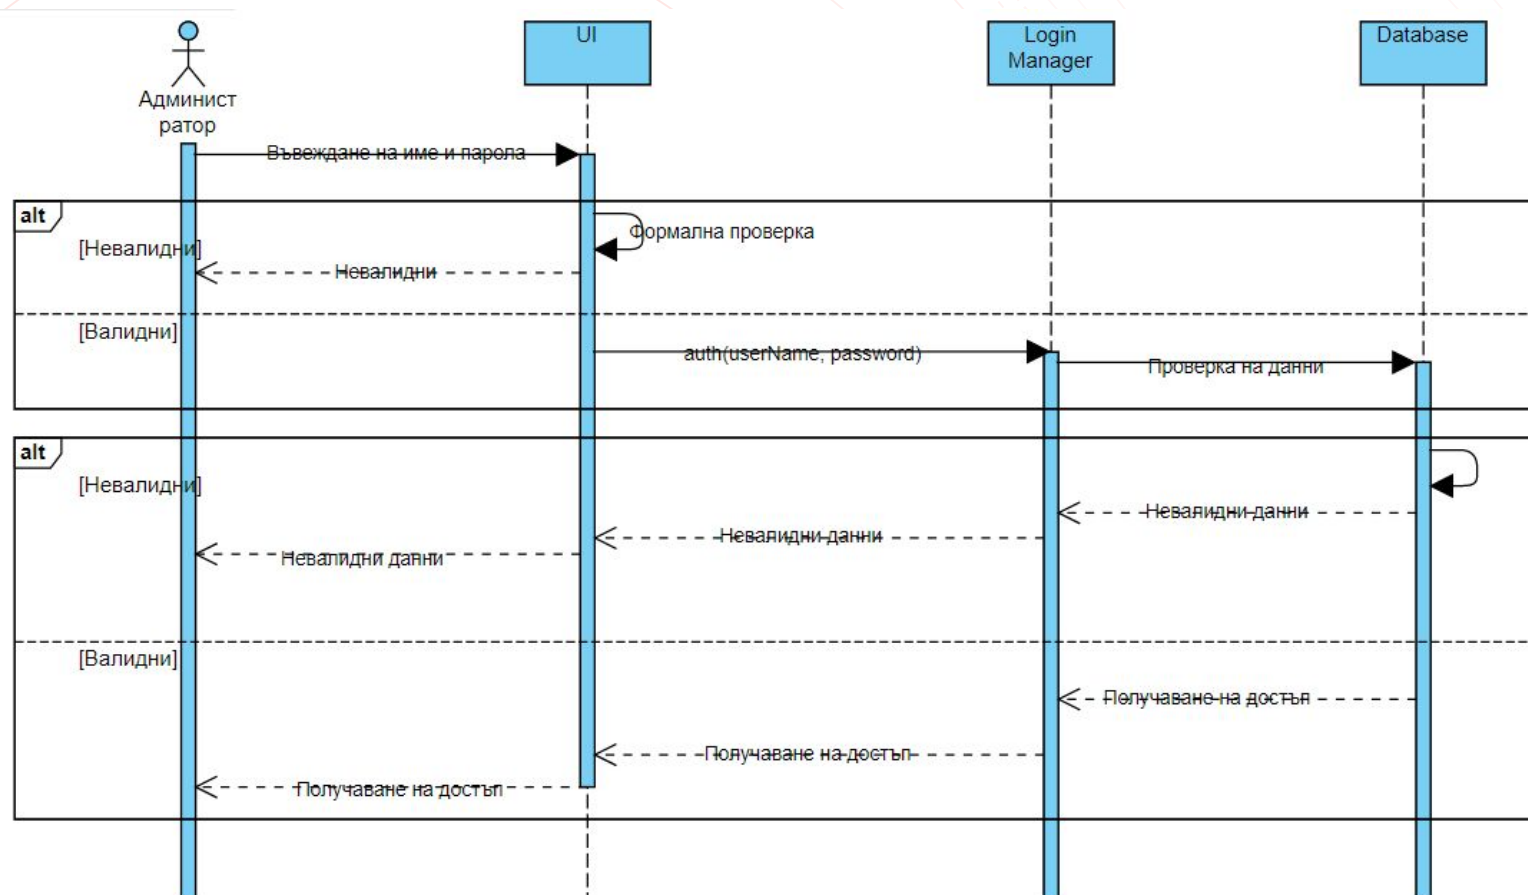 UI
Login
Manager
Database
Админист
ратор
Въвеждане на име и парола
alt
Формална проверка
[Невалидни]
Невалидни
[Валидни]
auth(userName, password)
Проверка на данни
alt
[Невалидни]
Невалидни данни
Невалидни данни
Невалидни данни
[Валидни]
Получаване на достъп
Получаване на достъп
Получаване на достъп